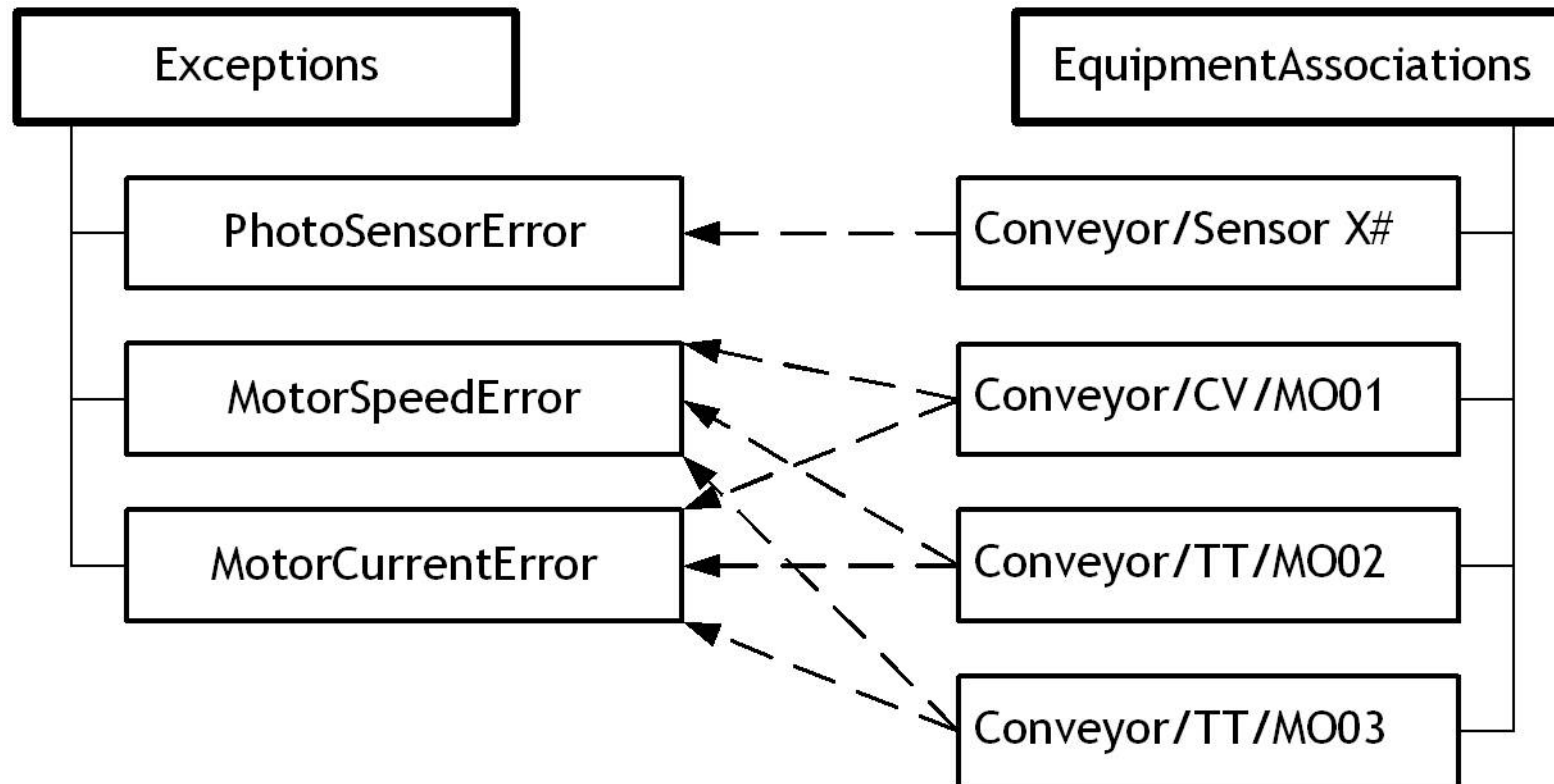 Exceptions
EquipmentAssociations
PhotoSensorError
Conveyor/Sensor X#
MotorSpeedError
Conveyor/CV/MO01
MotorCurrentError
Conveyor/TT/MO02
Conveyor/TT/MO03